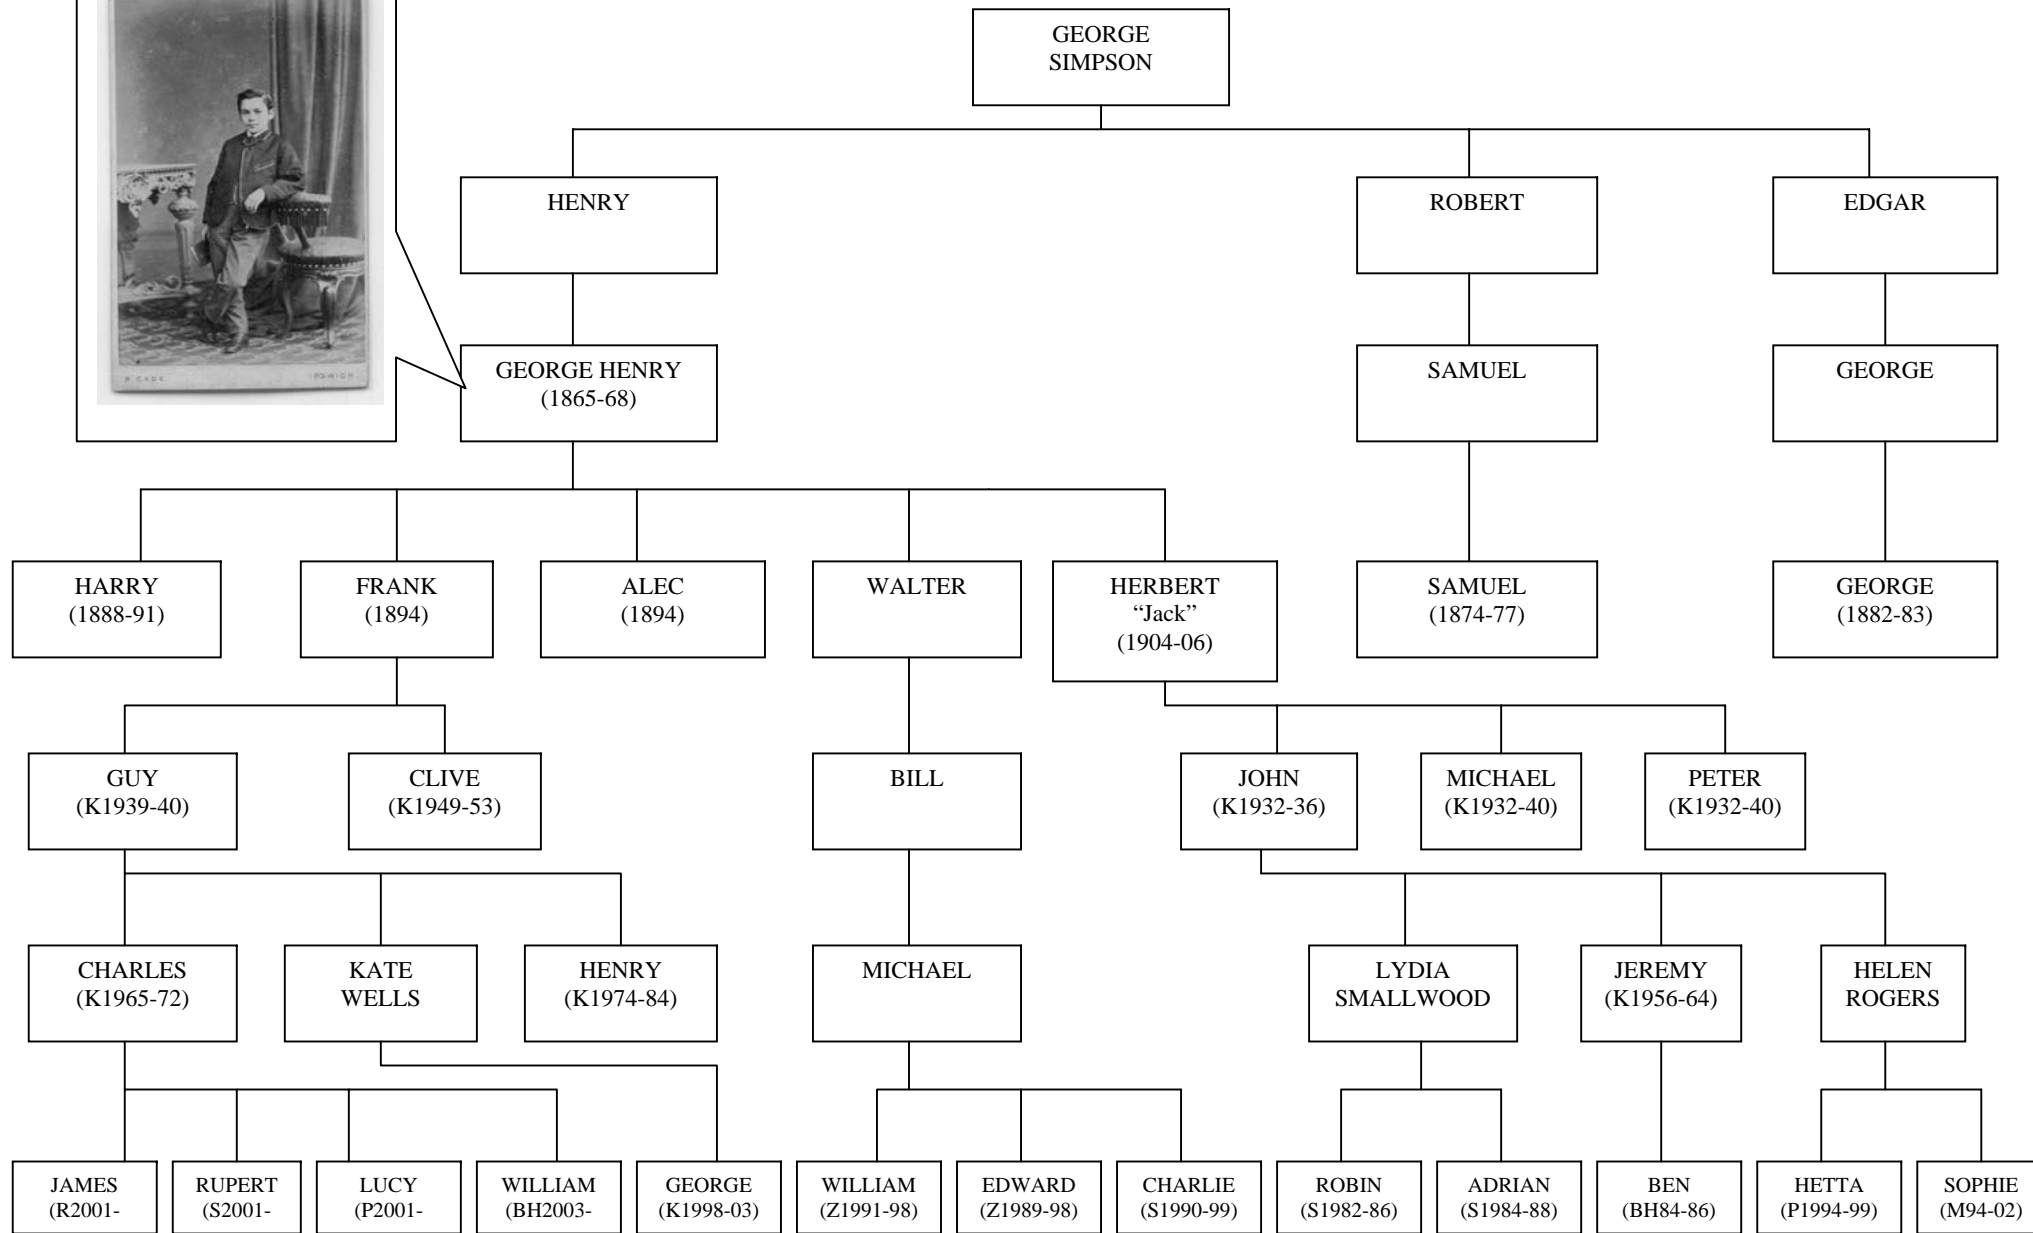 GEORGE
SIMPSON
HENRY
ROBERT
EDGAR
R CADE.
IPSWICH.
GEORGE HENRY
(1865-68)
SAMUEL
GEORGE
HARRY
(1888-91)
FRANK
(1894)
ALEC
(1894)
WALTER
HERBERT
“Jack”
(1904-06)
SAMUEL
(1874-77)
GEORGE
(1882-83)
GUY
(K1939-40)
CLIVE
(K1949-53)
BILL
JOHN
(K1932-36)
MICHAEL
(K1932-40)
PETER
(K1932-40)
CHARLES
(K1965-72)
KATE
WELLS
HENRY
(K1974-84)
MICHAEL
LYDIA
SMALLWOOD
JEREMY
(K1956-64)
HELEN
ROGERS
JAMES
(R2001-
RUPERT
(S2001-
LUCY
(P2001-
WILLIAM
(BH2003-
GEORGE
(K1998-03)
WILLIAM
(Z1991-98)
EDWARD
(Z1989-98)
CHARLIE
(S1990-99)
ROBIN
(S1982-86)
ADRIAN
(S1984-88)
BEN
(BH84-86)
HETTA
(P1994-99)
SOPHIE
(M94-02)